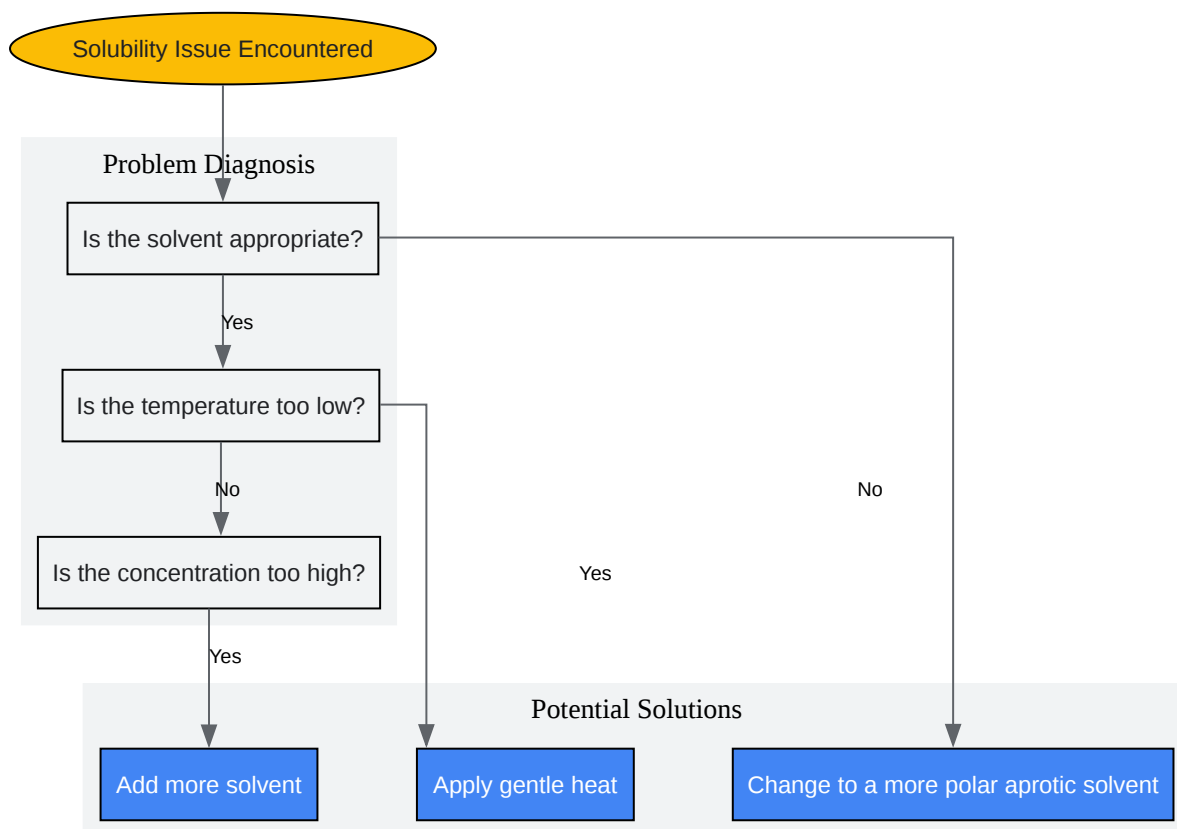 Solubility Issue Encountered
Problem Diagnosis
Is the solvent appropriate?
Yes
Is the temperature too low?
No
No
Is the concentration too high?
Yes
Yes
Potential Solutions
Add more solvent
Apply gentle heat
Change to a more polar aprotic solvent